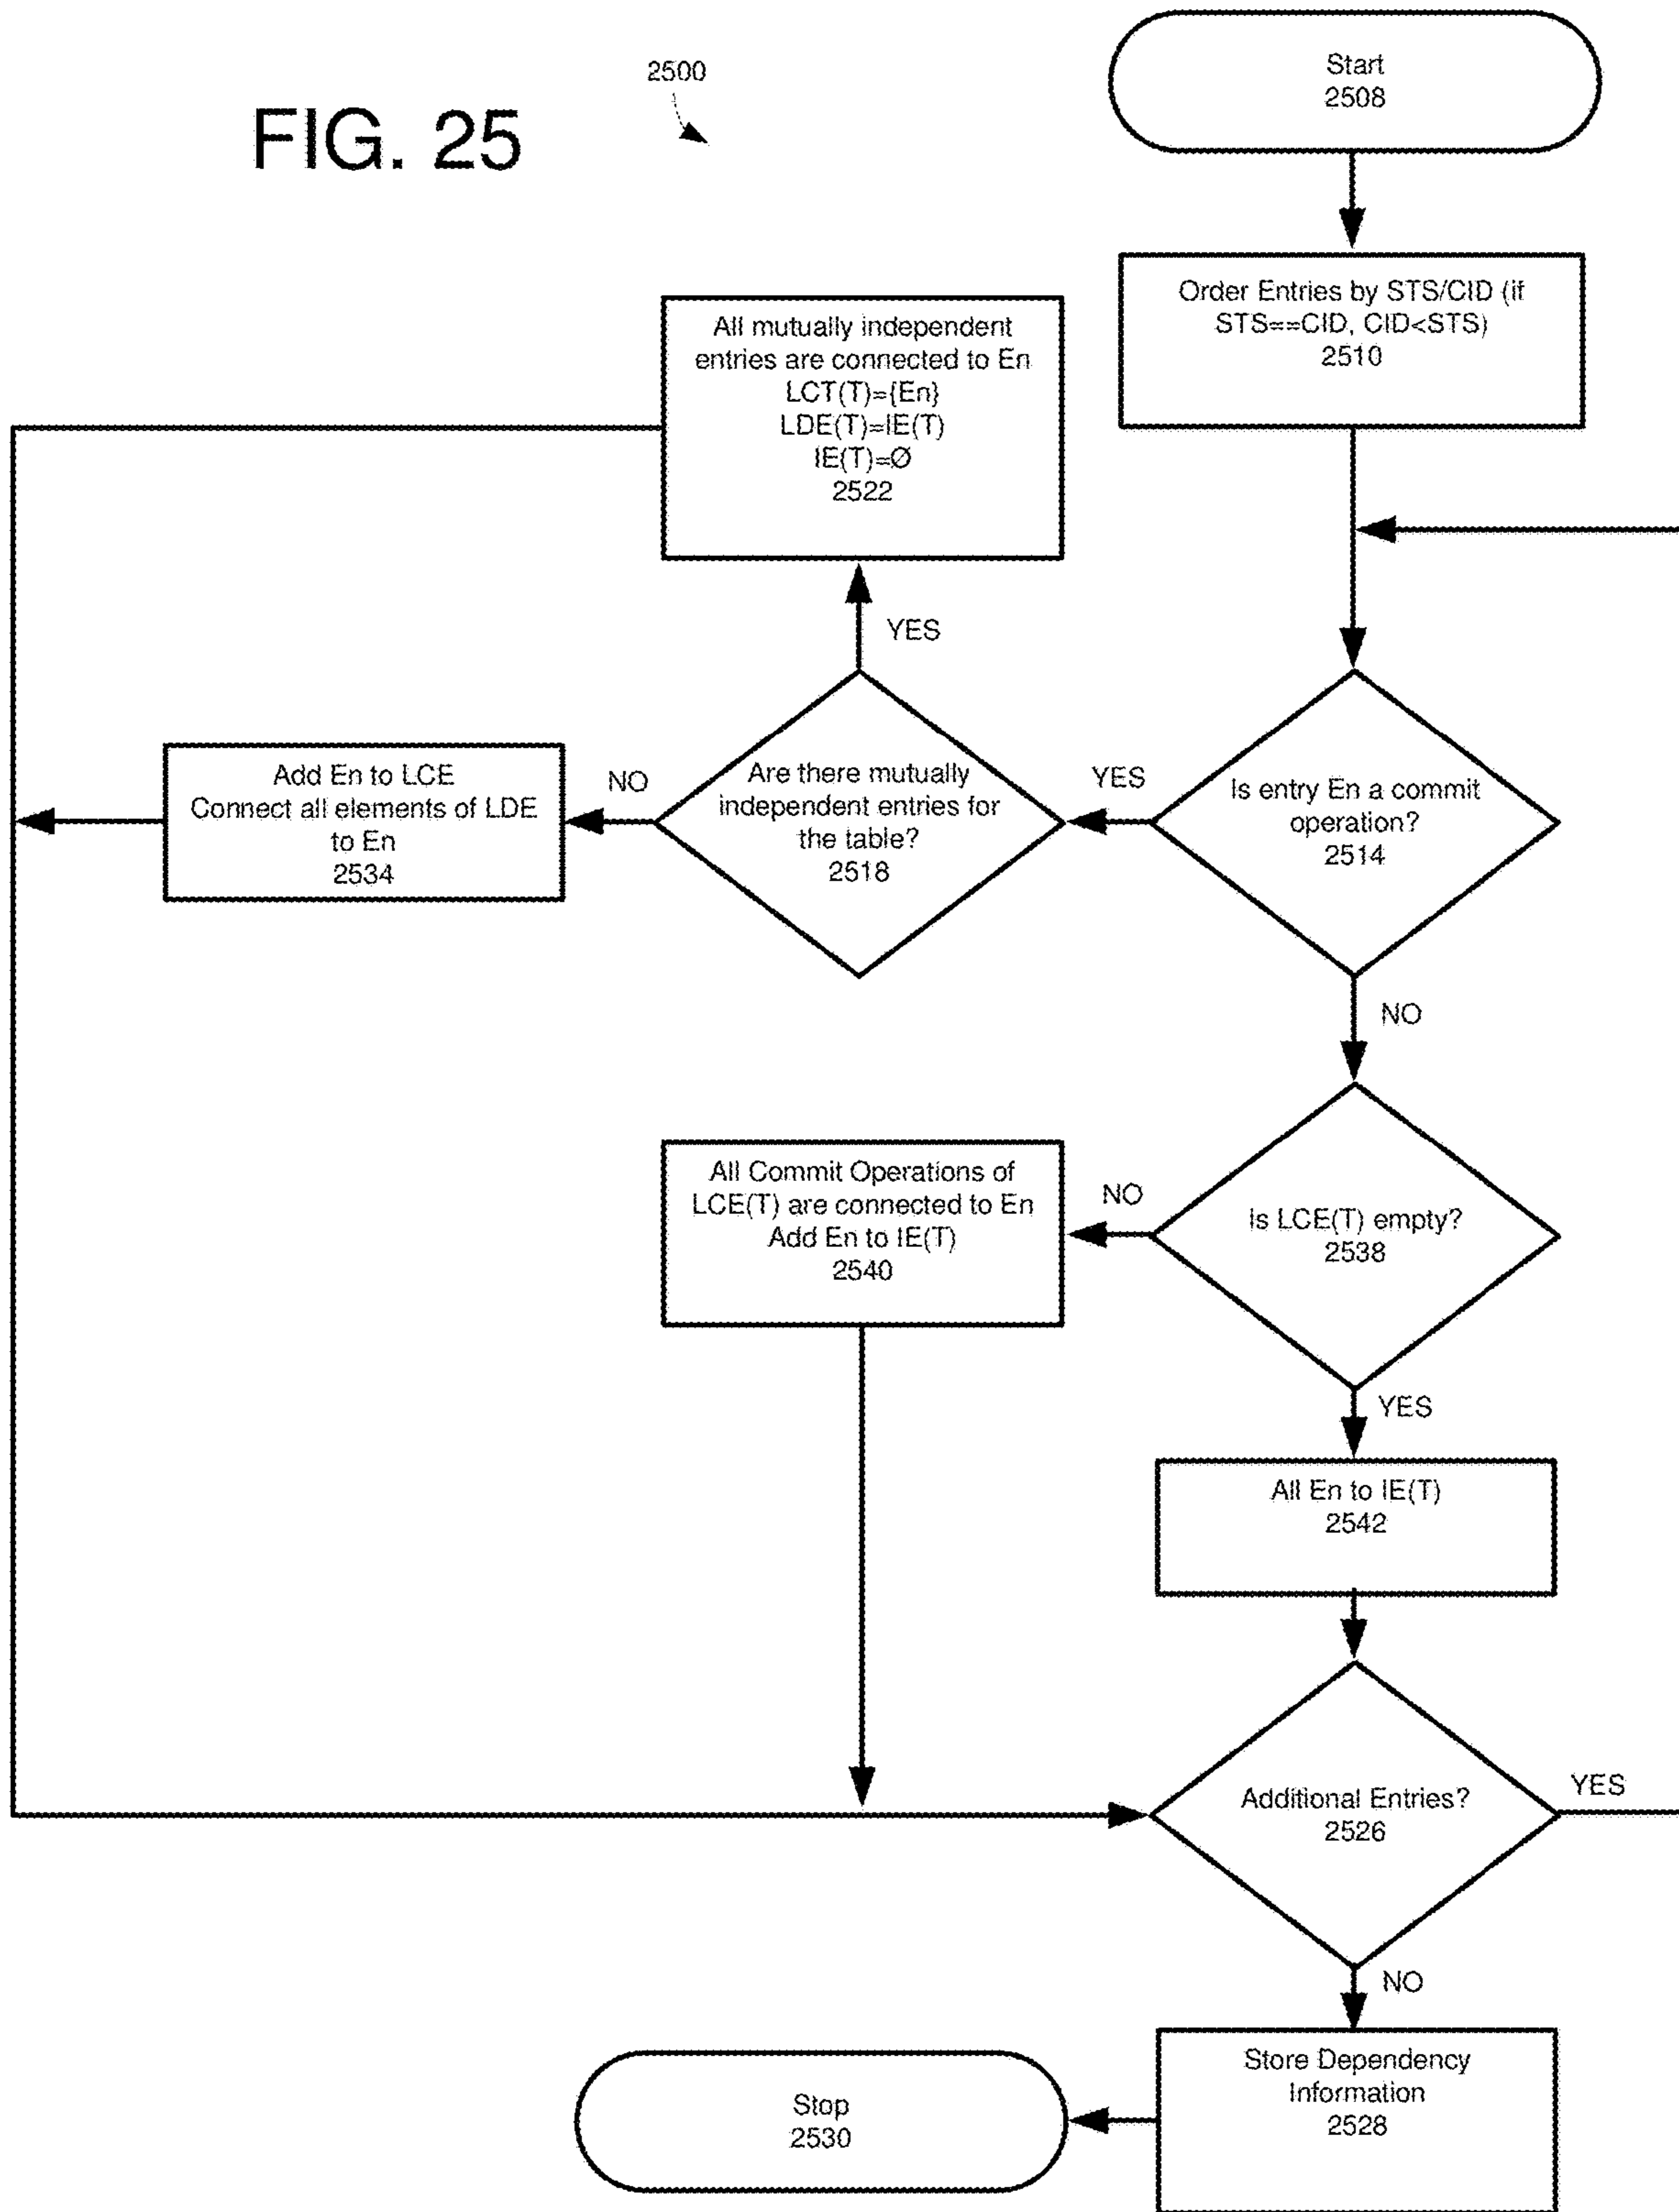 FIG. 25
2500
Start
2508
Order Entries by STS/CID (if
STS==CID, CID<STS)
2510
All mutually independent
entries are connected to En
LCT(T)={En}
LDE(T)=IE(T)
IE(T)=Ø
2522
YES
Is entry En a commit
operation?
2514
YES
Are there mutually
independent entries for
the table?
2518
NO
Add En to LCE
Connect all elements of LDE
to En
2534
NO
Is LCE(T) empty?
2538
NO
All Commit Operations of
LCE(T) are connected to En
Add En to IE(T)
2540
YES
All En to IE(T)
2542
Additional Entries?
2526
YES
NO
Store Dependency
Information
2528
Stop
2530